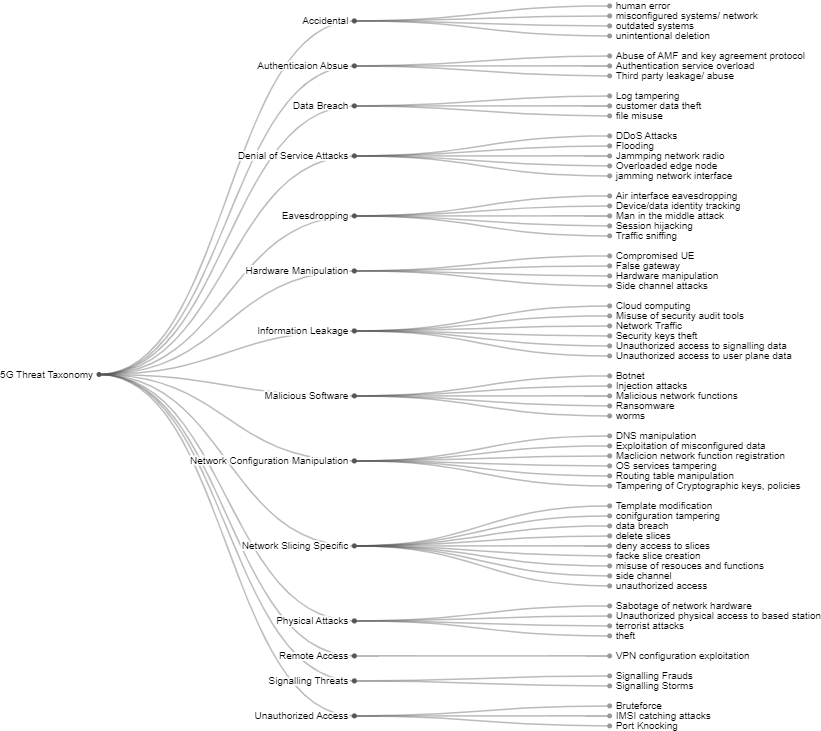 5G Threat Taxonomy
Accidental
human error
misconfigured systems/ network
outdated systems
unintentional deletion
Authenticaion Absue
Abuse of AMF and key agreement protocol
Authentication service overload
Third party leakage/ abuse
Data Breach
Log tampering
customer data theft
file misuse
Denial of Service Attacks
DDoS Attacks
Flooding
Jammping network radio
Overloaded edge node
jamming network interface
Eavesdropping
Air interface eavesdropping
Device/data identity tracking
Man in the middle attack
Session hijacking
Traffic sniffing
Hardware Manipulation
Compromised UE
False gateway
Hardware manipulation
Side channel attacks
Information Leakage
Cloud computing
Misuse of security audit tools
Network Traffic
Security keys theft
Unauthorized access to signalling data
Unauthorized access to user plane data
Malicious Software
Botnet
Injection attacks
Malicious network functions
Ransomware
worms
Network Configuration Manipulation
DNS manipulation
Exploitation of misconfigured data
Maclicion network function registration
OS services tampering
Routing table manipulation
Tampering of Cryptographic keys, policies
Network Slicing Specific
Template modification
conifguration tampering
data breach
delete slices
deny access to slices
facke slice creation
misuse of resouces and functions
side channel
unauthorized access
Physical Attacks
Sabotage of network hardware
Unauthorized physical access to based station
terrorist attacks
theft
Remote Access
VPN configuration exploitation
Signalling Threats
Signalling Frauds
Signalling Storms
Unauthorized Access
Bruteforce
IMSI catching attacks
Port Knocking